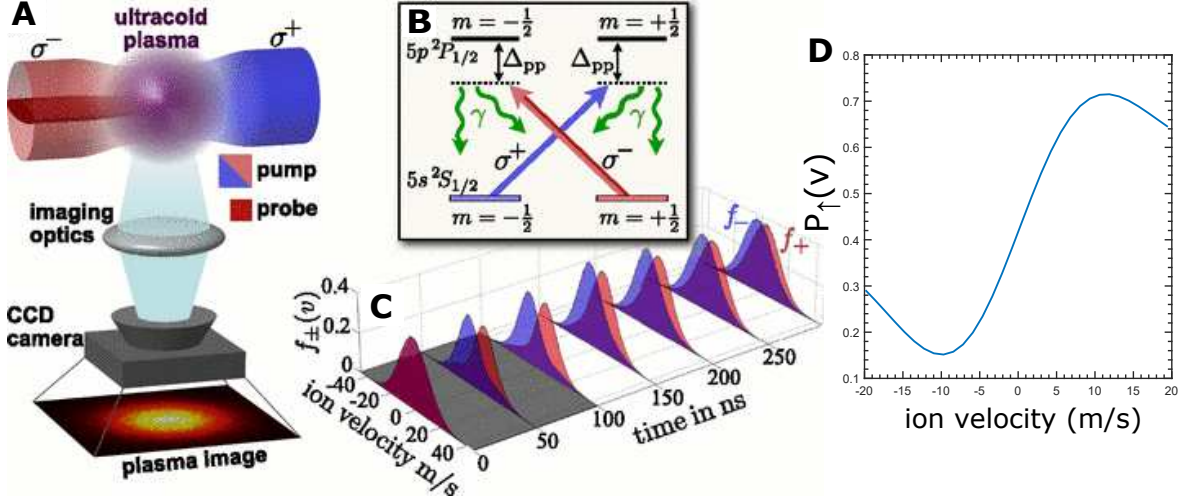 A
ultracold
plasma
σ⁻
σ⁺
pump
probe
imaging
optics
CCD
camera
plasma image
B
m = −1/2
m = +1/2
5p ²P1/2
Δpp
Δpp
γ
γ
σ⁺
σ⁻
5s ²S1/2
m = −1/2
m = +1/2
C
f₋
f₊
f±(v)
0.4
0.2
0
-40
-20
0
20
40
ion velocity m/s
0
50
100
150
200
250
time in ns
D
P↑(v)
0.8
0.7
0.6
0.5
0.4
0.3
0.2
0.1
-20
-15
-10
-5
0
5
10
15
20
ion velocity (m/s)